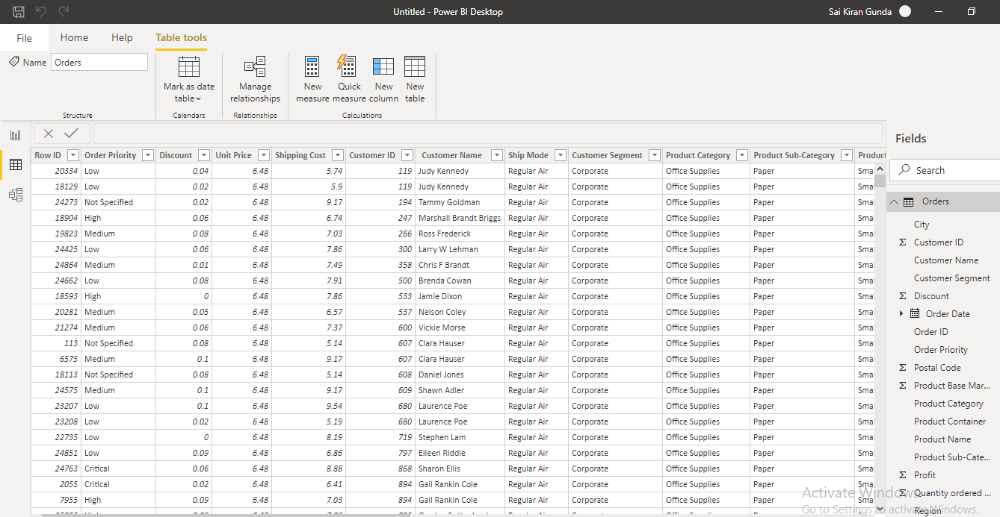 Untitled - Power BI Desktop
Sai Kiran Gunda
File Home Help Table tools
Name Orders
Mark as date table
Manage relationships
New measure
Quick measure
New column
New table
Structure Calendars Relationships Calculations
Row ID Order Priority Discount Unit Price Shipping Cost Customer ID Customer Name Ship Mode Customer Segment Product Category Product Sub-Category Product
20334 Low 0.04 6.48 5.74 119 Judy Kennedy Regular Air Corporate Office Supplies Paper Sma
18129 Low 0.02 6.48 5.9 119 Judy Kennedy Regular Air Corporate Office Supplies Paper Sma
24273 Not Specified 0.02 6.48 9.17 194 Tammy Goldman Regular Air Corporate Office Supplies Paper Sma
18904 High 0.06 6.48 6.74 247 Marshall Brandt Briggs Regular Air Corporate Office Supplies Paper Sma
19823 Medium 0.08 6.48 7.03 266 Ross Frederick Regular Air Corporate Office Supplies Paper Sma
24425 Low 0.06 6.48 7.86 300 Larry W Lehman Regular Air Corporate Office Supplies Paper Sma
24864 Medium 0.01 6.48 7.49 358 Chris F Brandt Regular Air Corporate Office Supplies Paper Sma
24662 Low 0.08 6.48 7.91 500 Brenda Cowan Regular Air Corporate Office Supplies Paper Sma
18593 High 0 6.48 7.86 533 Jamie Dixon Regular Air Corporate Office Supplies Paper Sma
20281 Medium 0.05 6.48 6.57 537 Nelson Coley Regular Air Corporate Office Supplies Paper Sma
21274 Medium 0.06 6.48 7.37 600 Vickie Morse Regular Air Corporate Office Supplies Paper Sma
113 Not Specified 0.08 6.48 5.14 607 Clara Hauser Regular Air Corporate Office Supplies Paper Sma
6575 Medium 0.1 6.48 9.17 607 Clara Hauser Regular Air Corporate Office Supplies Paper Sma
18113 Not Specified 0.08 6.48 5.14 608 Daniel Jones Regular Air Corporate Office Supplies Paper Sma
24575 Medium 0.1 6.48 9.17 609 Shawn Adler Regular Air Corporate Office Supplies Paper Sma
23207 Low 0.1 6.48 9.54 680 Laurence Poe Regular Air Corporate Office Supplies Paper Sma
23208 Low 0.02 6.48 5.19 680 Laurence Poe Regular Air Corporate Office Supplies Paper Sma
22735 Low 0 6.48 8.19 719 Stephen Lam Regular Air Corporate Office Supplies Paper Sma
24851 Low 0.09 6.48 6.86 797 Eileen Riddle Regular Air Corporate Office Supplies Paper Sma
24763 Critical 0.06 6.48 8.88 868 Sharon Ellis Regular Air Corporate Office Supplies Paper Sma
2055 Critical 0.02 6.48 6.41 894 Gail Rankin Cole Regular Air Corporate Office Supplies Paper Sma
7955 High 0.09 6.48 7.03 894 Gail Rankin Cole Regular Air Corporate Office Supplies Paper Sma
Fields
Search
Orders
City
Σ Customer ID
Customer Name
Customer Segment
Σ Discount
Order Date
Order ID
Order Priority
Σ Postal Code
Σ Product Base Mar...
Product Category
Product Container
Product Name
Product Sub-Cate...
Σ Profit
Σ Quantity ordered ...
Region
Activate Windows
Go to Settings to activate Windows.